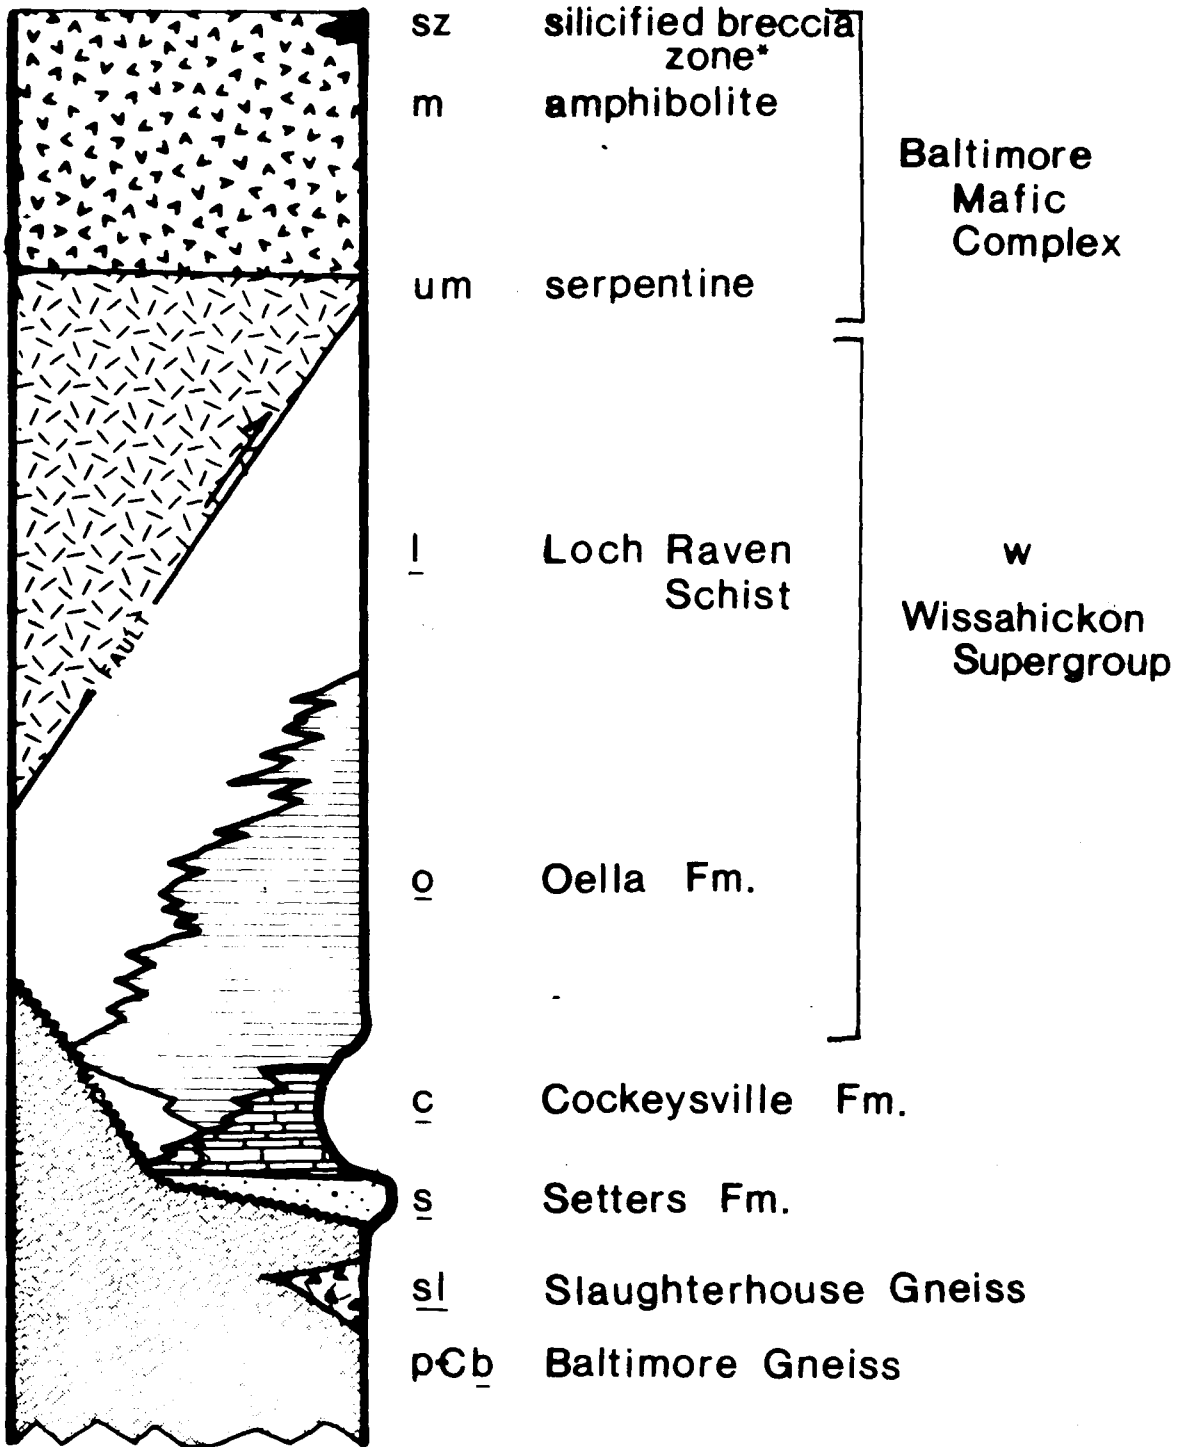 sz silicified breccia
zone*
m amphibolite
Baltimore
Mafic
Complex
um serpentine
l Loch Raven
Schist
w
Wissahickon
Supergroup
FAULT
o Oella Fm.
c Cockeysville Fm.
s Setters Fm.
sl Slaughterhouse Gneiss
pЄb Baltimore Gneiss